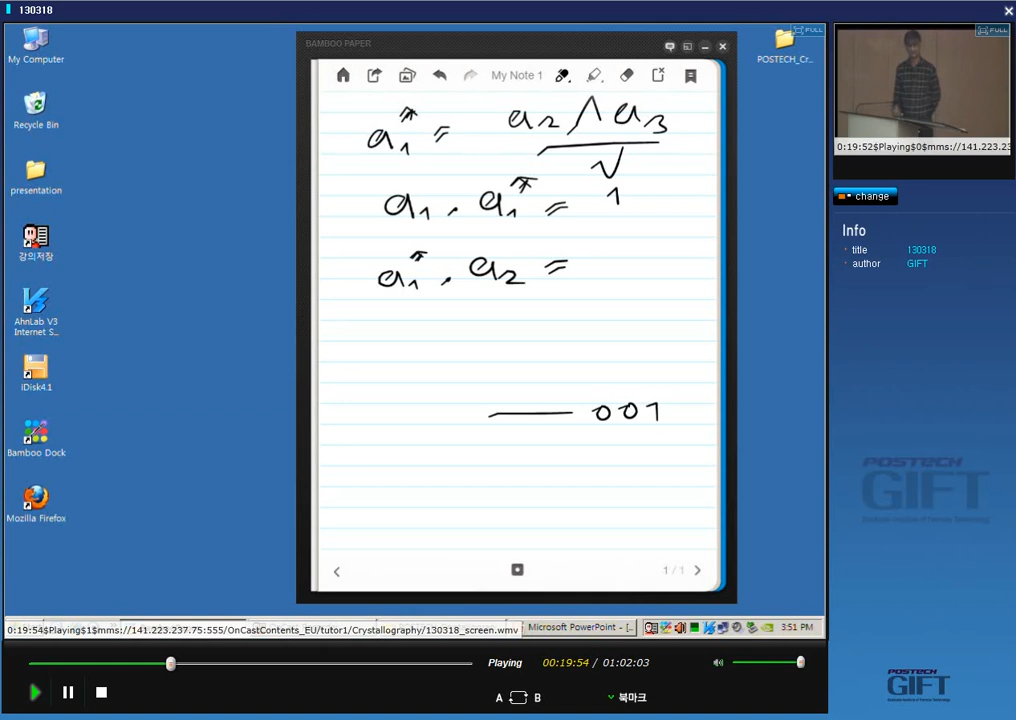 130318
My Computer
Recycle Bin
presentation
강의저장
AhnLab V3
Internet S...
iDisk4.1
Bamboo Dock
Mozilla Firefox
BAMBOO PAPER
My Note 1
a₁* = a₂ ∧ a₃
V
a₁ . a₁* = 1
a₁* . a₂ =
001
1 / 1
FULL
POSTECH_Cr...
FULL
0:19:52$Playing$0$mms://141.223.23
change
Info
title 130318
author GIFT
POSTECH
GIFT
0:19:54$Playing$1$mms://141.223.237.75:555/OnCastContents_EU/tutor1/Crystallography/130318_screen.wmv
Microsoft PowerPoint - [...
3:51 PM
Playing
00:19:54 / 01:02:03
A B
북마크
POSTECH
GIFT